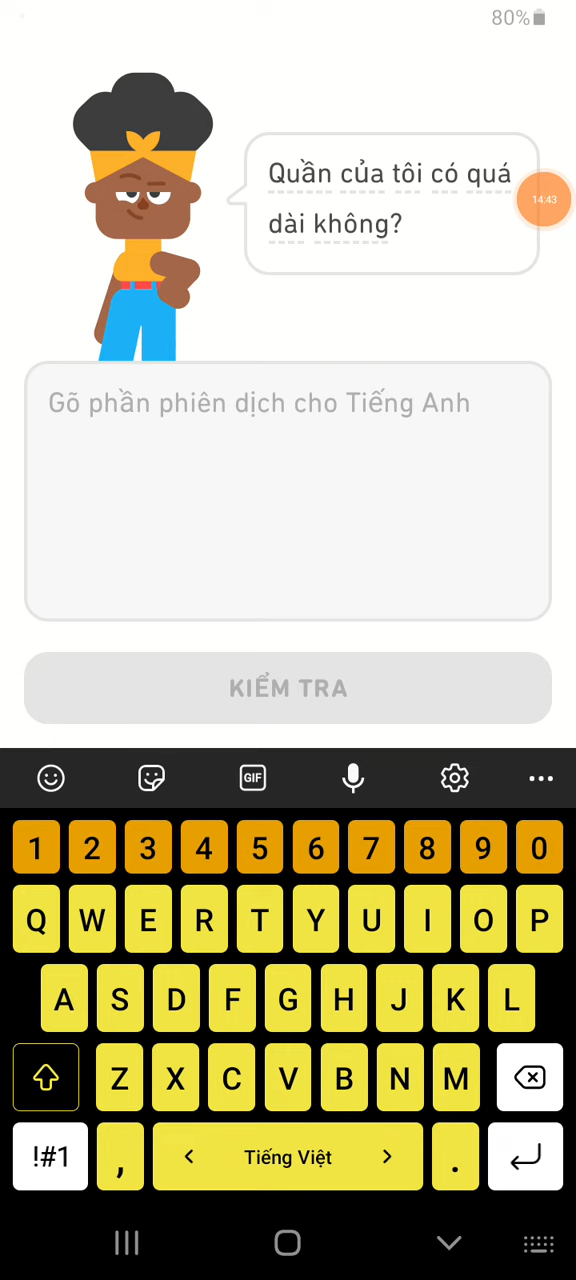 80%
Quần của tôi có quá
14:43
dài không?
Gõ phần phiên dịch cho Tiếng Anh
KIỂM TRA
GIF
1 2 3 4 5 6 7 8 9 0
Q W E R T Y U I O P
A S D F G H J K L
Z X C V B N M
!#1 , < Tiếng Việt > .